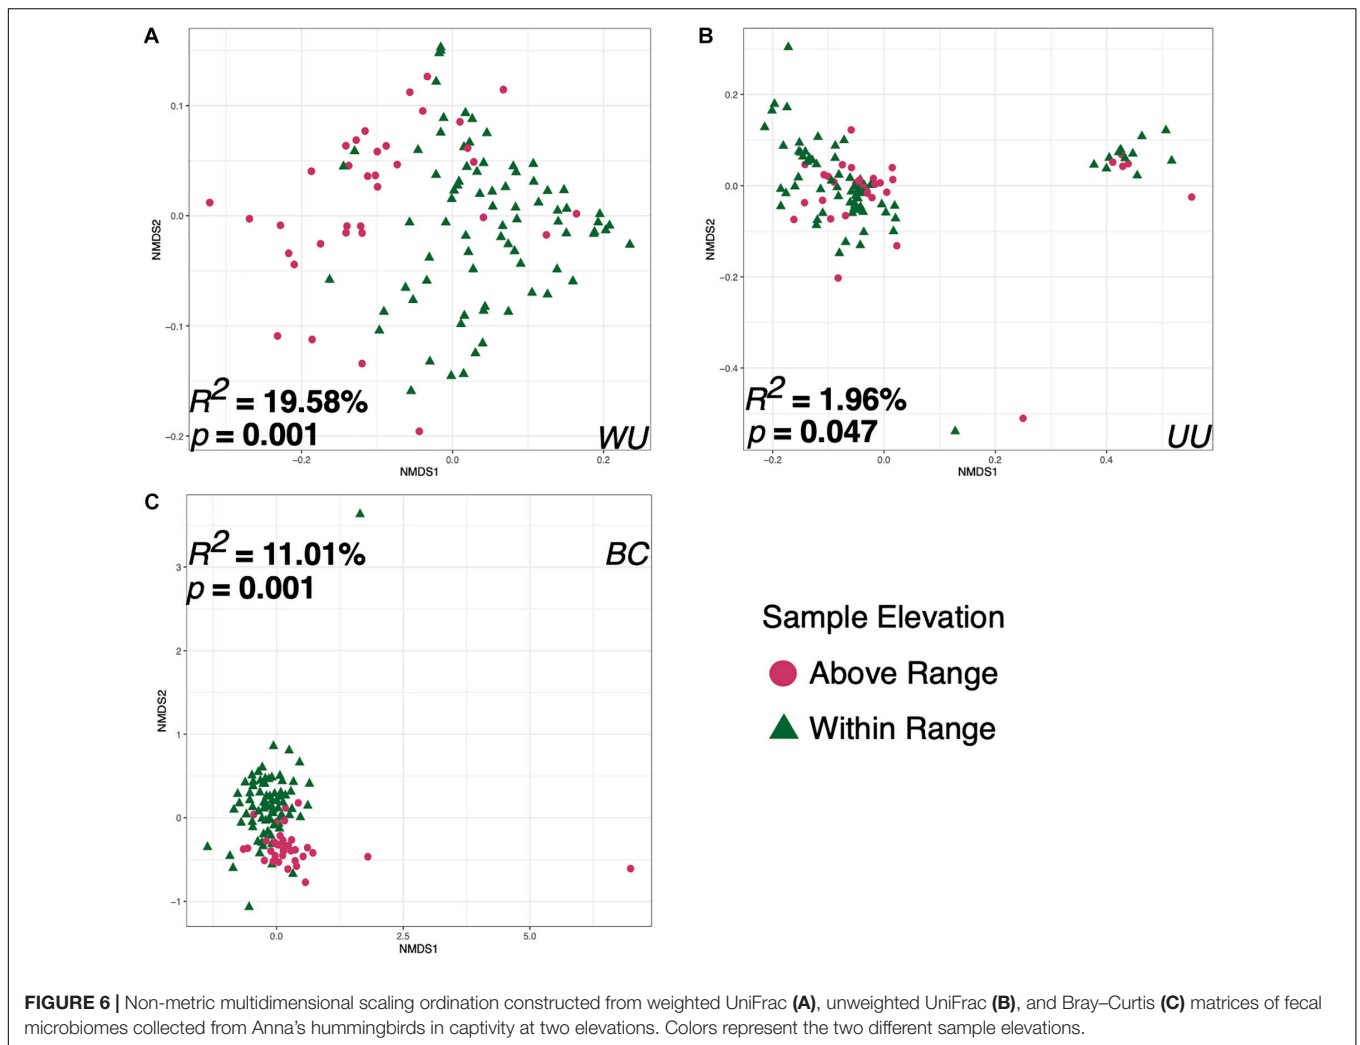 A
0.1
0.0
−0.1
−0.2
NMDS2
R² = 19.58%
p = 0.001
WU
−0.2 0.0 0.2
NMDS1
B
0.2
0.0
−0.2
−0.4
NMDS2
R² = 1.96%
p = 0.047
UU
−0.2 0.0 0.2 0.4
NMDS1
C
R² = 11.01%
p = 0.001
BC
3
2
1
0
−1
NMDS2
0.0 2.5 5.0
NMDS1
Sample Elevation
Above Range
Within Range
FIGURE 6 | Non-metric multidimensional scaling ordination constructed from weighted UniFrac (A), unweighted UniFrac (B), and Bray–Curtis (C) matrices of fecal
microbiomes collected from Anna's hummingbirds in captivity at two elevations. Colors represent the two different sample elevations.